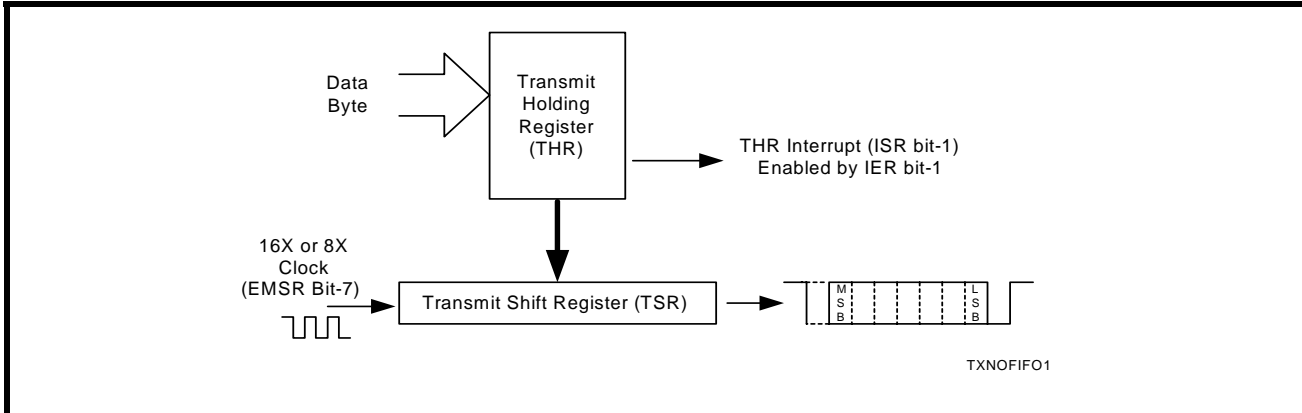 Data
Byte
Transmit
Holding
Register
(THR)
THR Interrupt (ISR bit-1)
Enabled by IER bit-1
16X or 8X
Clock
(EMSR Bit-7)
Transmit Shift Register (TSR)
M
S
B
L
S
B
TXNOFIFO1